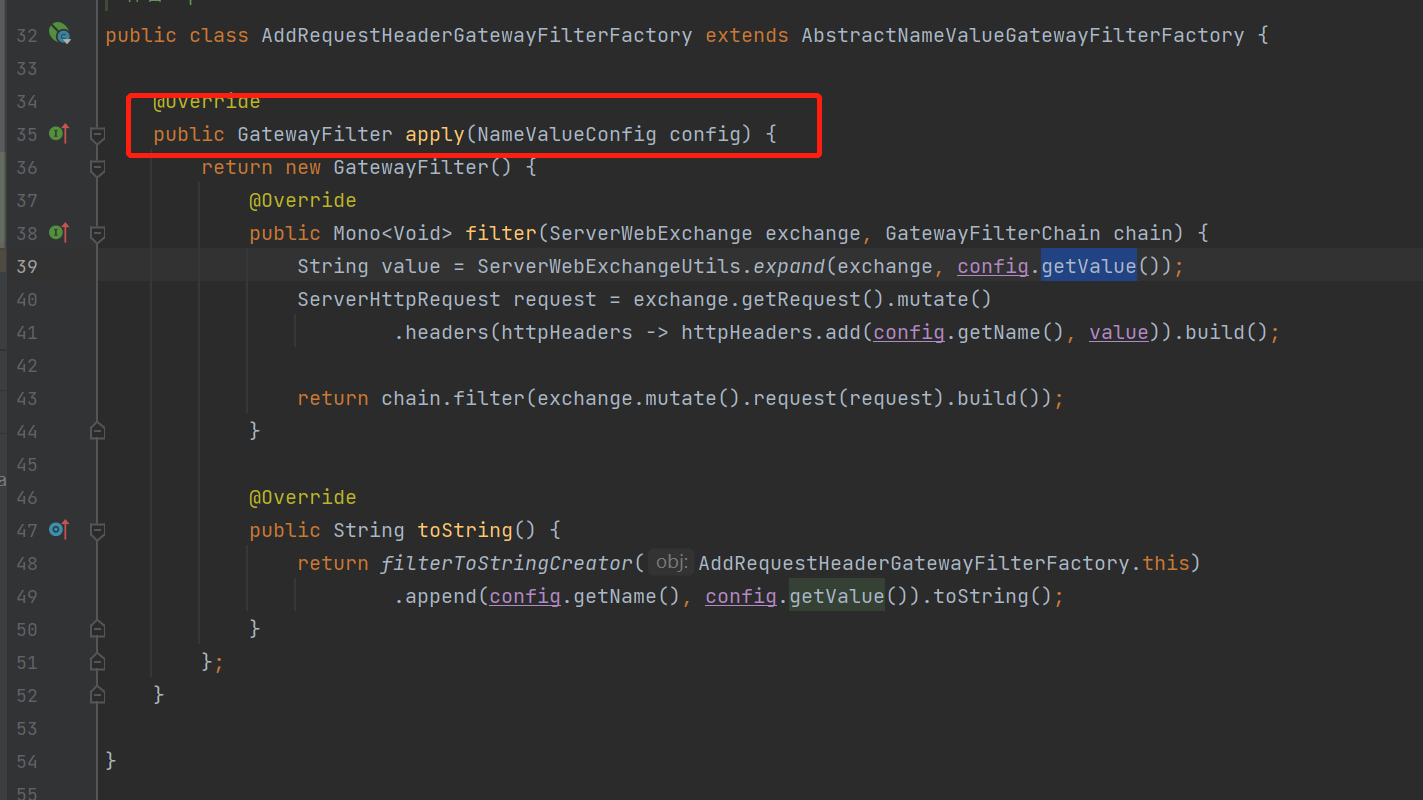 32 public class AddRequestHeaderGatewayFilterFactory extends AbstractNameValueGatewayFilterFactory {
33
34 @Override
35 public GatewayFilter apply(NameValueConfig config) {
36 return new GatewayFilter() {
37 @Override
38 public Mono<Void> filter(ServerWebExchange exchange, GatewayFilterChain chain) {
39 String value = ServerWebExchangeUtils.expand(exchange, config.getValue());
40 ServerHttpRequest request = exchange.getRequest().mutate()
41 .headers(httpHeaders -> httpHeaders.add(config.getName(), value)).build();
42
43 return chain.filter(exchange.mutate().request(request).build());
44 }
45
46 @Override
47 public String toString() {
48 return filterToStringCreator( obj: AddRequestHeaderGatewayFilterFactory.this)
49 .append(config.getName(), config.getValue()).toString();
50 }
51 };
52 }
53
54 }
55